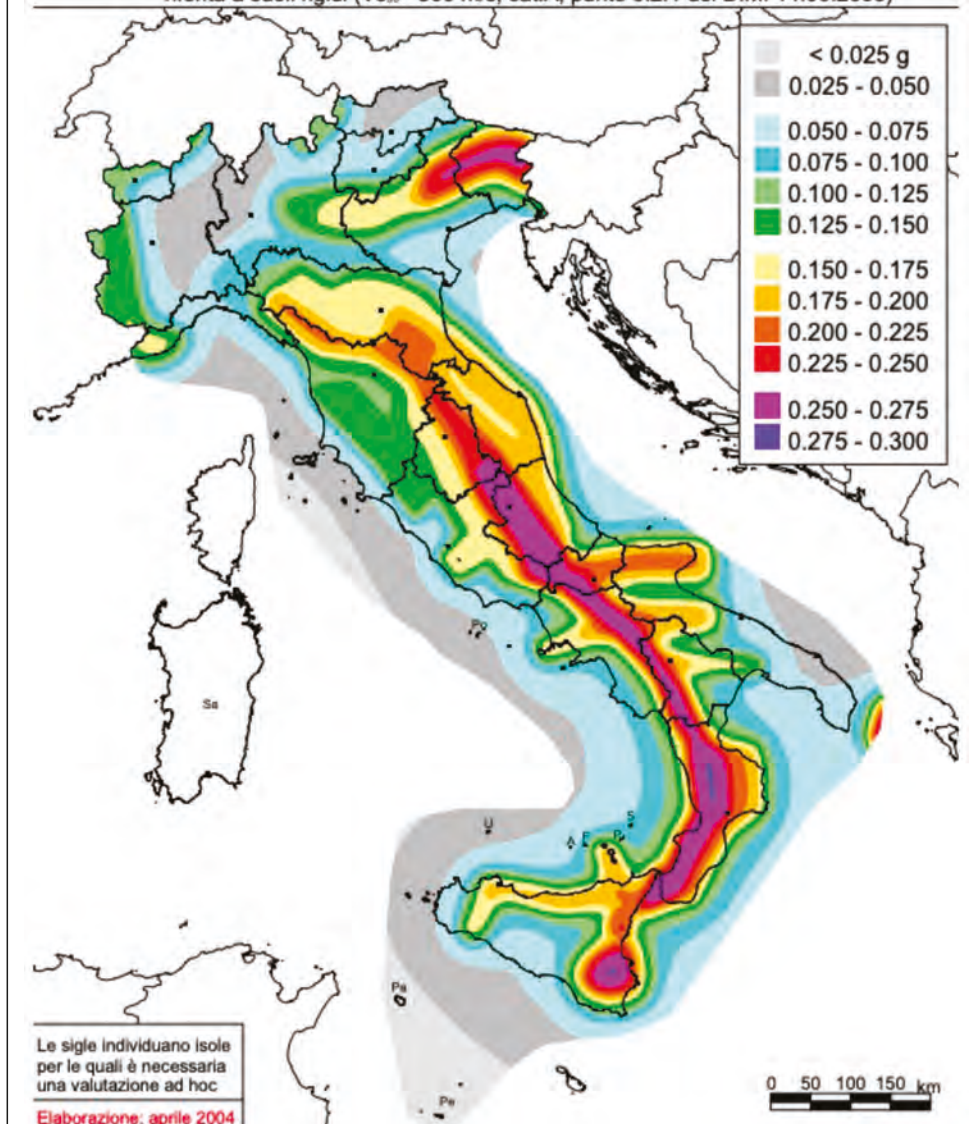 < 0.025 g
0.025 - 0.050
0.050 - 0.075
0.075 - 0.100
0.100 - 0.125
0.125 - 0.150
0.150 - 0.175
0.175 - 0.200
0.200 - 0.225
0.225 - 0.250
0.250 - 0.275
0.275 - 0.300
Po
Sa
U
S
A
F
P
Pa
Pe
Le sigle individuano isole
per le quali è necessaria
una valutazione ad hoc
Elaborazione: aprile 2004
0 50 100 150 km